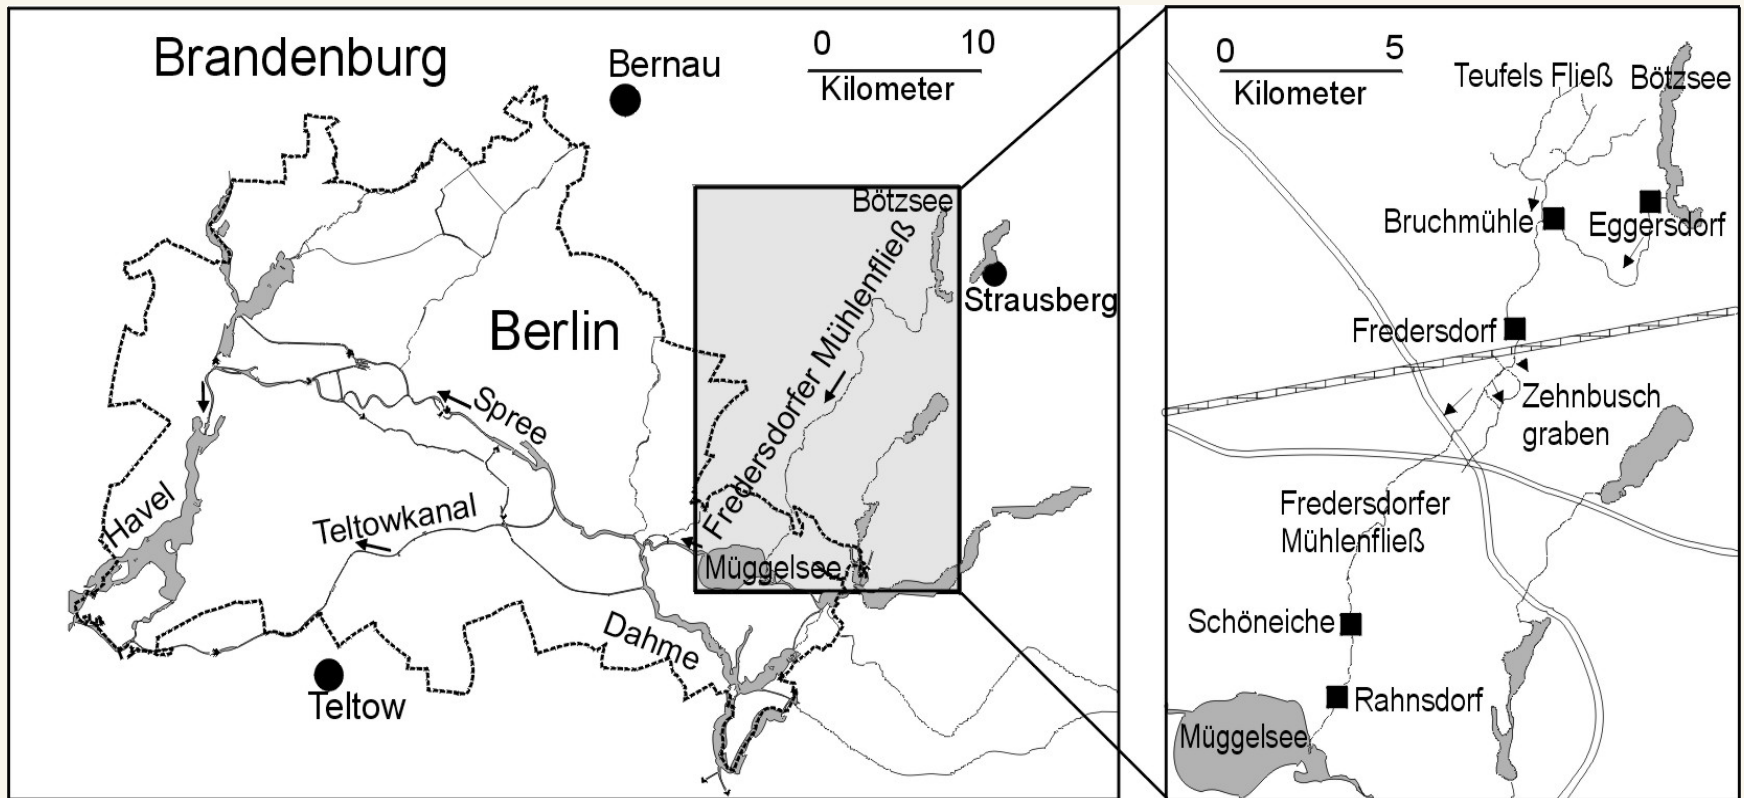 Brandenburg
Bernau
0 10
Kilometer
Bötzsee
Strausberg
Berlin
Fredersdorfer Mühlenfließ
Spree
Havel
Teltowkanal
Müggelsee
Dahme
Teltow
0 5
Kilometer
Teufels Fließ
Bötzsee
Bruchmühle
Eggersdorf
Fredersdorf
Zehnbusch
graben
Fredersdorfer
Mühlenfließ
Schöneiche
Rahnsdorf
Müggelsee